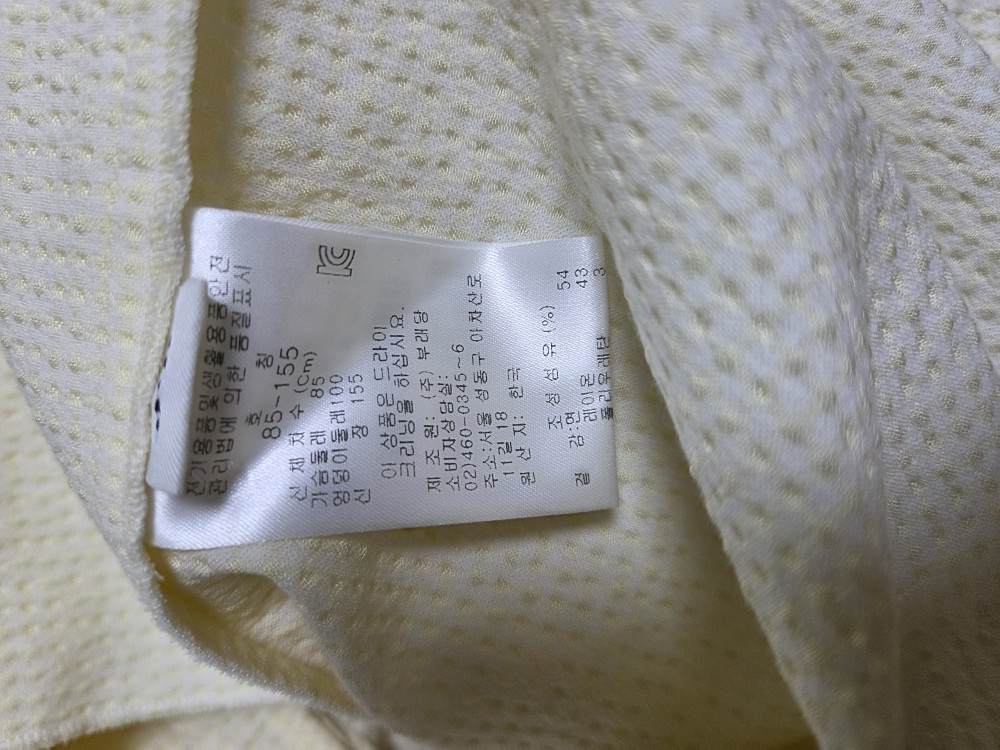 전기용품및생활용품안전
관리법에 의한 품질표시
호 칭
85-155
신 체 치 수 (Cm)
가슴둘레 85
엉덩이둘레100
신 장 155
이 상품은 드라이
크리닝을 하십시요.
제 조 원: (주) 부래당
소비자상담실:
02)460-0345~6
주소:서울 성동구 아차산로
11길 18
원 산 지: 한국
조성섬유(%)
겉 감:면 54
레이온 43
폴리우레탄 3